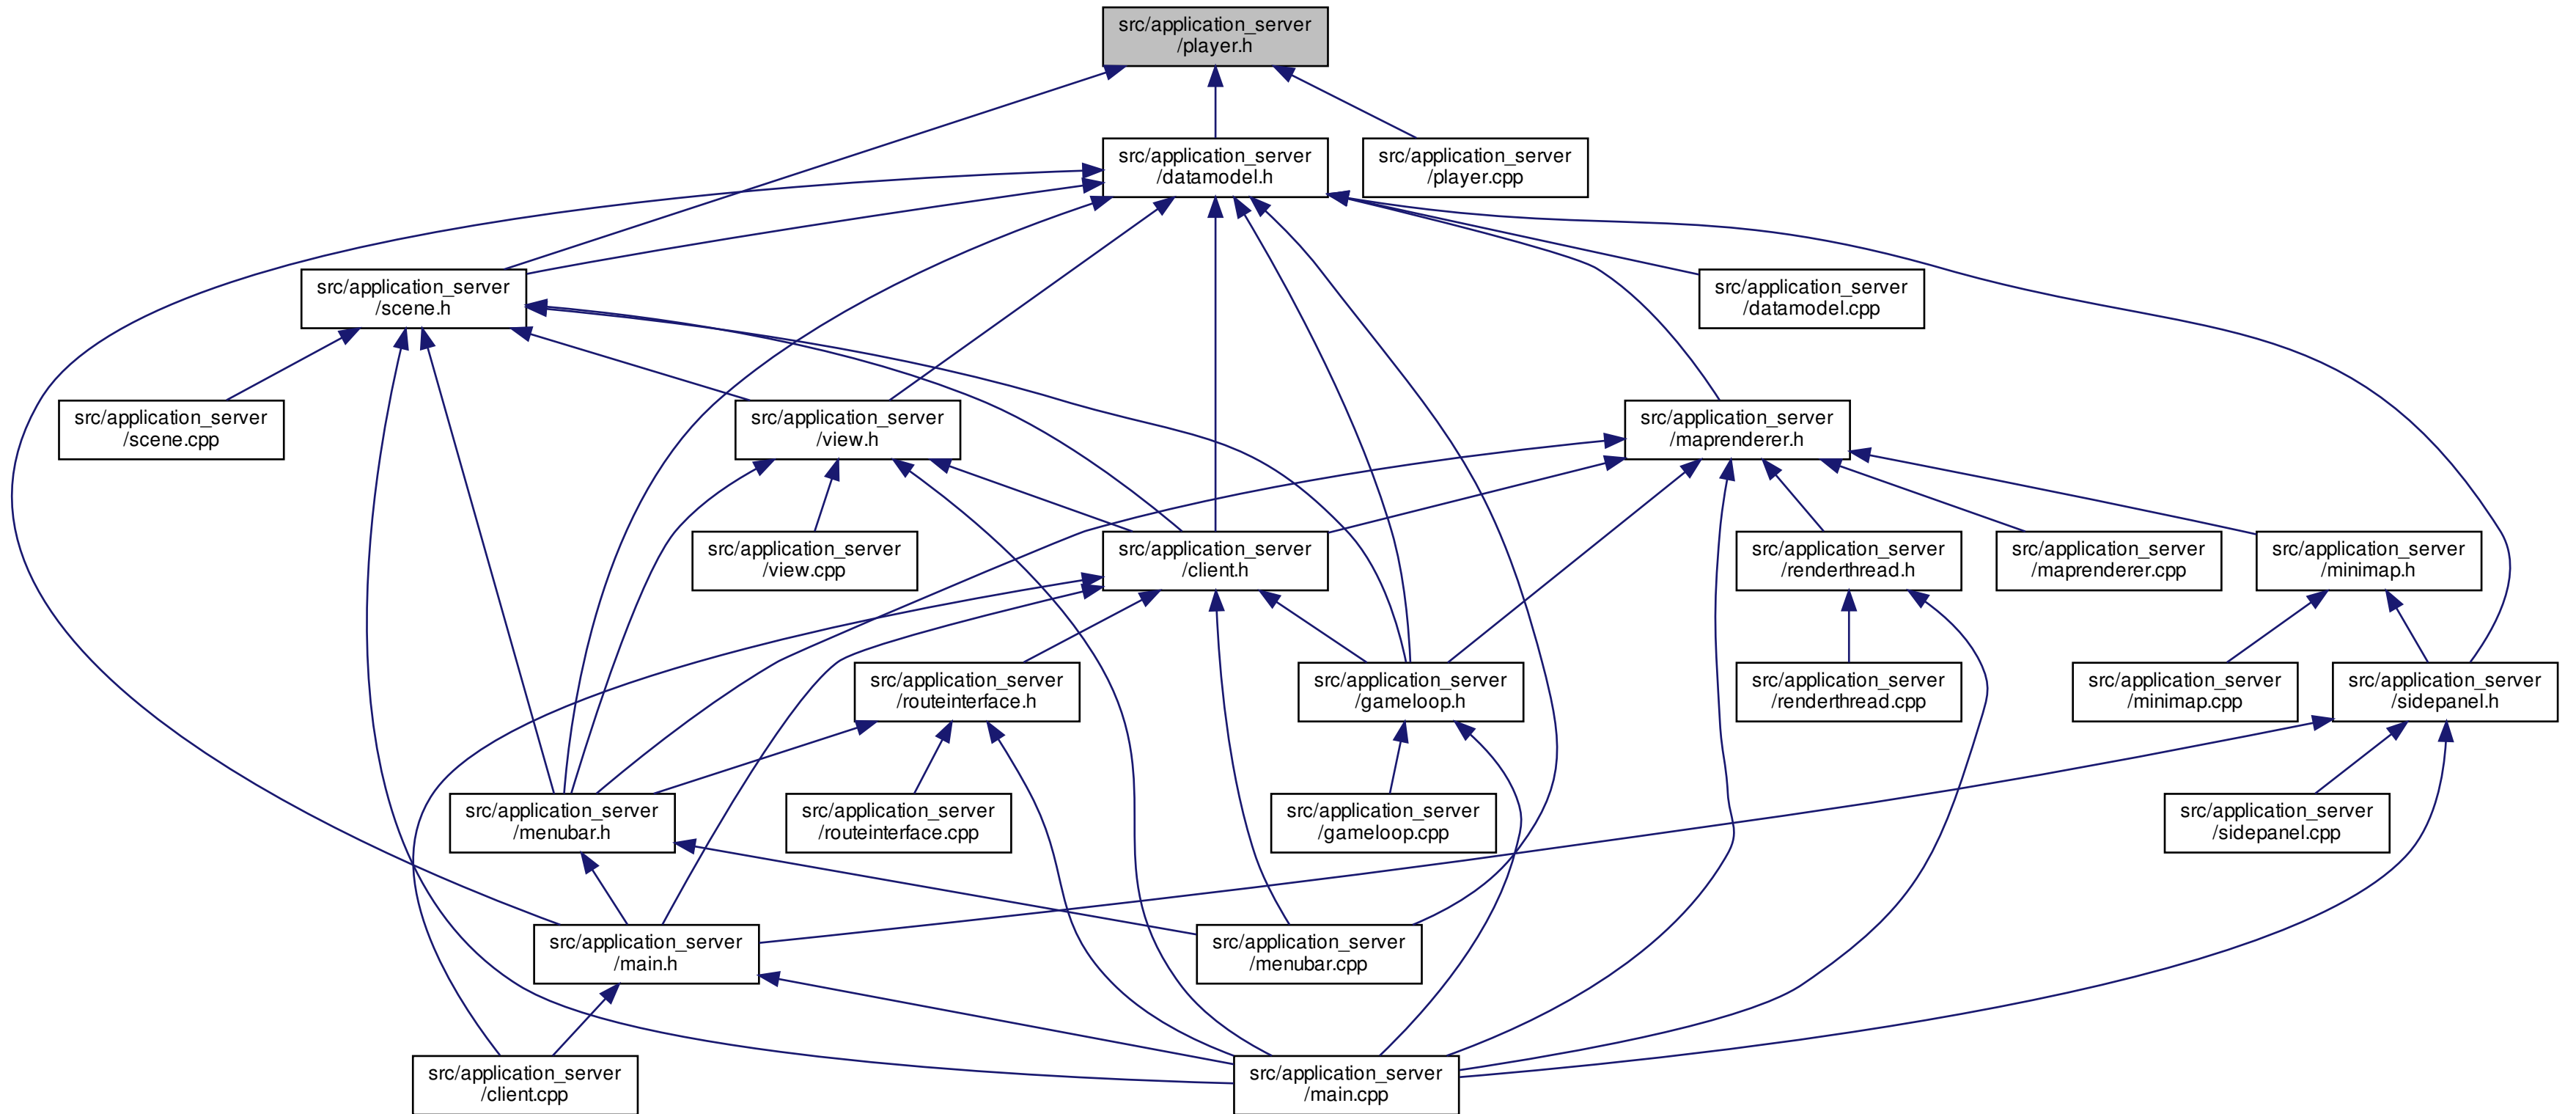 src/application_server
/player.h
src/application_server
/datamodel.h
src/application_server
/player.cpp
src/application_server
/scene.h
src/application_server
/datamodel.cpp
src/application_server
/scene.cpp
src/application_server
/view.h
src/application_server
/maprenderer.h
src/application_server
/view.cpp
src/application_server
/client.h
src/application_server
/renderthread.h
src/application_server
/maprenderer.cpp
src/application_server
/minimap.h
src/application_server
/routeinterface.h
src/application_server
/gameloop.h
src/application_server
/renderthread.cpp
src/application_server
/minimap.cpp
src/application_server
/sidepanel.h
src/application_server
/menubar.h
src/application_server
/routeinterface.cpp
src/application_server
/gameloop.cpp
src/application_server
/sidepanel.cpp
src/application_server
/main.h
src/application_server
/menubar.cpp
src/application_server
/client.cpp
src/application_server
/main.cpp